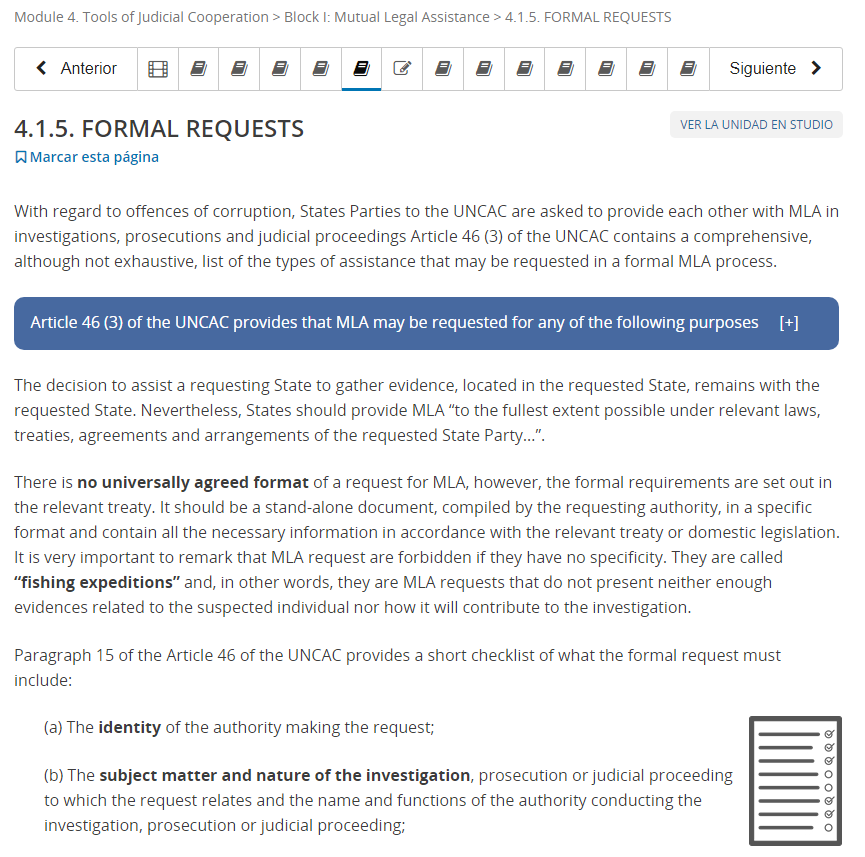 Module 4. Tools of Judicial Cooperation > Block I: Mutual Legal Assistance > 4.1.5. FORMAL REQUESTS
Anterior
Siguiente
4.1.5. FORMAL REQUESTS
VER LA UNIDAD EN STUDIO
Marcar esta página
With regard to offences of corruption, States Parties to the UNCAC are asked to provide each other with MLA in
investigations, prosecutions and judicial proceedings Article 46 (3) of the UNCAC contains a comprehensive,
although not exhaustive, list of the types of assistance that may be requested in a formal MLA process.
Article 46 (3) of the UNCAC provides that MLA may be requested for any of the following purposes [+]
The decision to assist a requesting State to gather evidence, located in the requested State, remains with the
requested State. Nevertheless, States should provide MLA “to the fullest extent possible under relevant laws,
treaties, agreements and arrangements of the requested State Party…”.
There is no universally agreed format of a request for MLA, however, the formal requirements are set out in
the relevant treaty. It should be a stand-alone document, compiled by the requesting authority, in a specific
format and contain all the necessary information in accordance with the relevant treaty or domestic legislation.
It is very important to remark that MLA request are forbidden if they have no specificity. They are called
“fishing expeditions” and, in other words, they are MLA requests that do not present neither enough
evidences related to the suspected individual nor how it will contribute to the investigation.
Paragraph 15 of the Article 46 of the UNCAC provides a short checklist of what the formal request must
include:
(a) The identity of the authority making the request;
(b) The subject matter and nature of the investigation, prosecution or judicial proceeding
to which the request relates and the name and functions of the authority conducting the
investigation, prosecution or judicial proceeding;